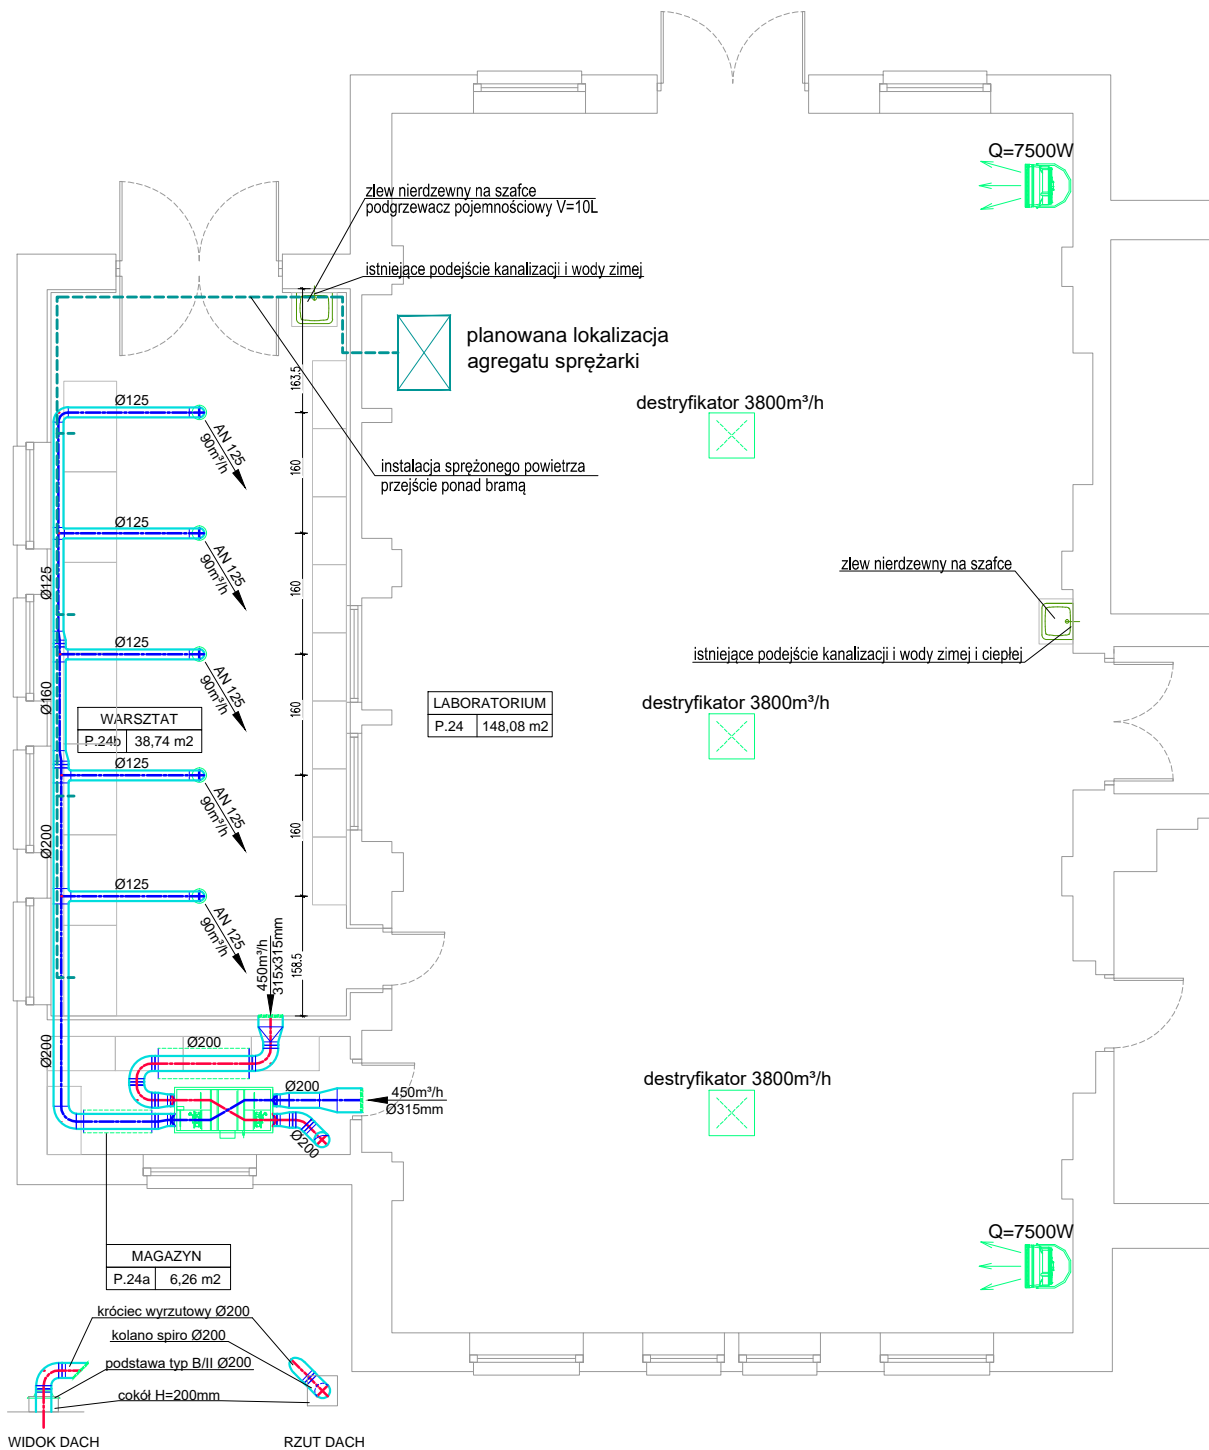 Q=7500W
zlew nierdzewny na szafce
podgrzewacz pojemnościowy V=10L
istniejące podejście kanalizacji i wody zimej
planowana lokalizacja
agregatu sprężarki
163.5
Ø125
AN 125
90m³/h
destryfikator 3800m³/h
instalacja sprężonego powietrza
przejście ponad bramą
160
Ø125
AN 125
90m³/h
Ø125
160
zlew nierdzewny na szafce
istniejące podejście kanalizacji i wody zimej i ciepłej
Ø125
AN 125
90m³/h
Ø160
160
WARSZTAT
P.24b 38,74 m2
LABORATORIUM
P.24 148,08 m2
destryfikator 3800m³/h
Ø125
AN 125
90m³/h
160
Ø200
Ø125
AN 125
90m³/h
450m³/h
315x315mm
158.5
Ø200
Ø200
Ø200
450m³/h
Ø315mm
Ø200
destryfikator 3800m³/h
Q=7500W
MAGAZYN
P.24a 6,26 m2
króciec wyrzutowy Ø200
kolano spiro Ø200
podstawa typ B/II Ø200
cokół H=200mm
WIDOK DACH
RZUT DACH